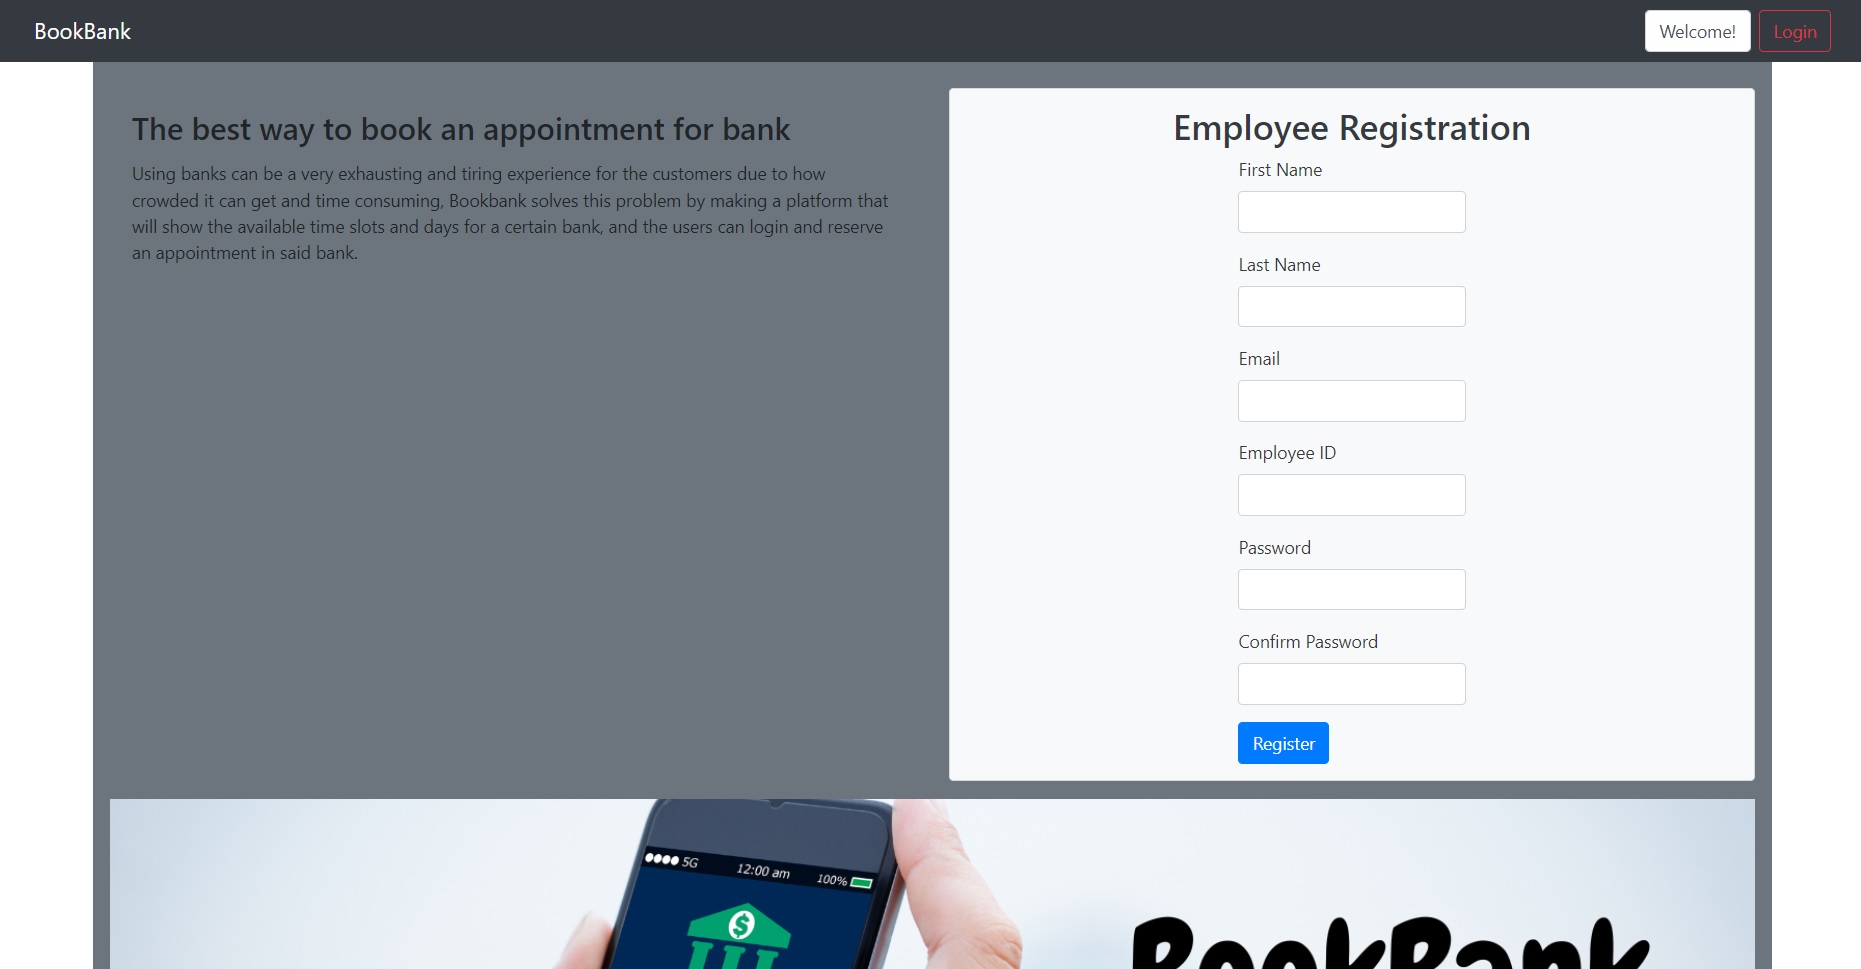 BookBank
Welcome!
Login
The best way to book an appointment for bank
Using banks can be a very exhausting and tiring experience for the customers due to how
crowded it can get and time consuming, Bookbank solves this problem by making a platform that
will show the available time slots and days for a certain bank, and the users can login and reserve
an appointment in said bank.
Employee Registration
First Name
Last Name
Email
Employee ID
Password
Confirm Password
Register
5G
12:00 am
100%
$
BookBank